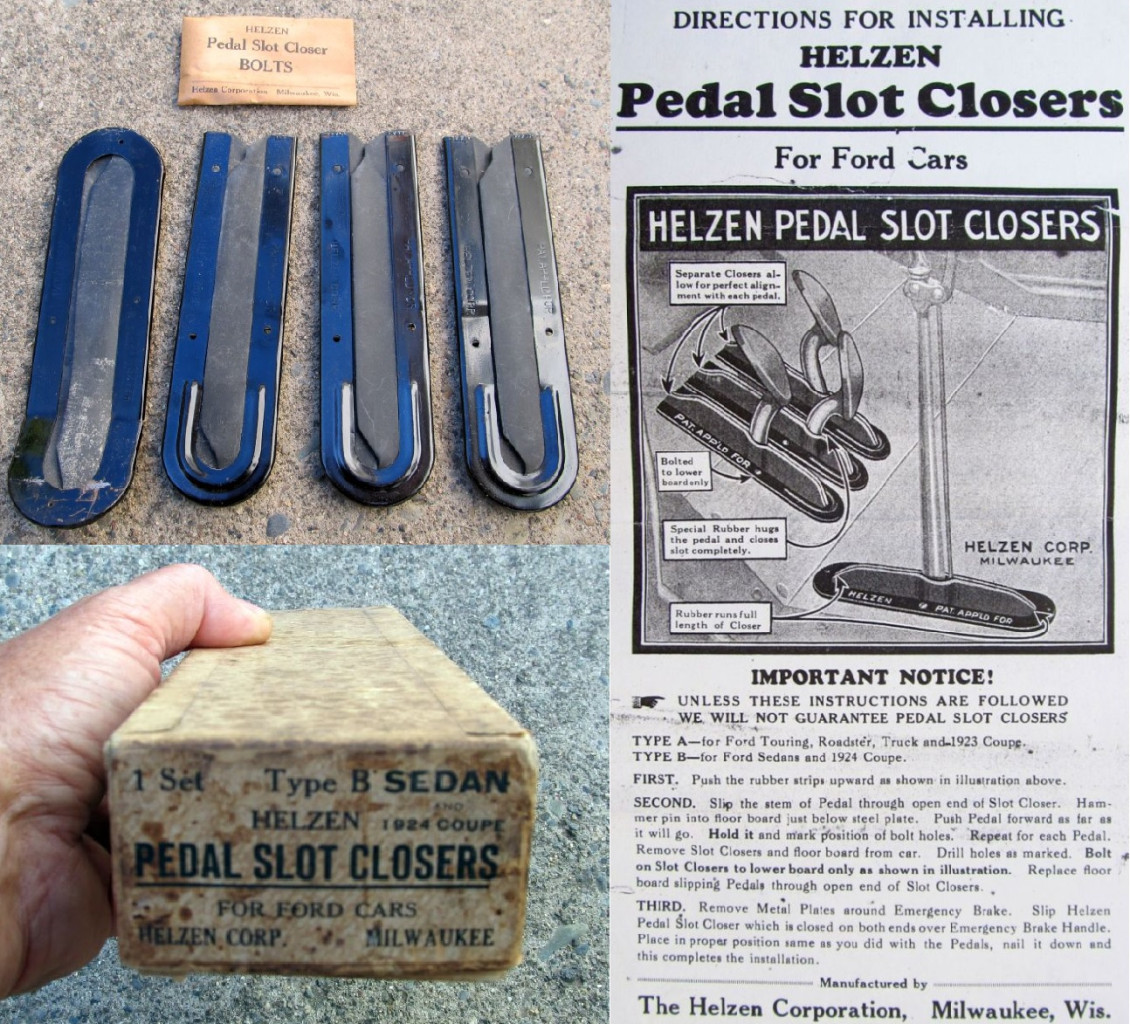 HELZEN
Pedal Slot Closer
BOLTS
Helzen Corporation, Milwaukee, Wis.
1 Set Type B SEDAN
AND
HELZEN 1924 COUPE
PEDAL SLOT CLOSERS
FOR FORD CARS
HELZEN CORP. MILWAUKEE
DIRECTIONS FOR INSTALLING
HELZEN
Pedal Slot Closers
For Ford Cars
HELZEN PEDAL SLOT CLOSERS
Separate Closers al-
low for perfect align-
ment with each pedal.
PAT. APP'LD FOR
Bolted
to lower
board only
Special Rubber hugs
the pedal and closes
slot completely.
HELZEN CORP.
MILWAUKEE
HELZEN PAT. APP'LD FOR
Rubber runs full
length of Closer
IMPORTANT NOTICE!
UNLESS THESE INSTRUCTIONS ARE FOLLOWED
WE WILL NOT GUARANTEE PEDAL SLOT CLOSERS
TYPE A—for Ford Touring, Roadster, Truck and 1923 Coupe.
TYPE B—for Ford Sedans and 1924 Coupe.
FIRST. Push the rubber strips upward as shown in illustration above.
SECOND. Slip the stem of Pedal through open end of Slot Closer. Ham-
mer pin into floor board just below steel plate. Push Pedal forward as far as
it will go. Hold it and mark position of bolt holes. Repeat for each Pedal.
Remove Slot Closers and floor board from car. Drill holes as marked. Bolt
on Slot Closers to lower board only as shown in illustration. Replace floor
board slipping Pedals through open end of Slot Closers.
THIRD. Remove Metal Plates around Emergency Brake. Slip Helzen
Pedal Slot Closer which is closed on both ends over Emergency Brake Handle.
Place in proper position same as you did with the Pedals, nail it down and
this completes the installation.
Manufactured by
The Helzen Corporation, Milwaukee, Wis.